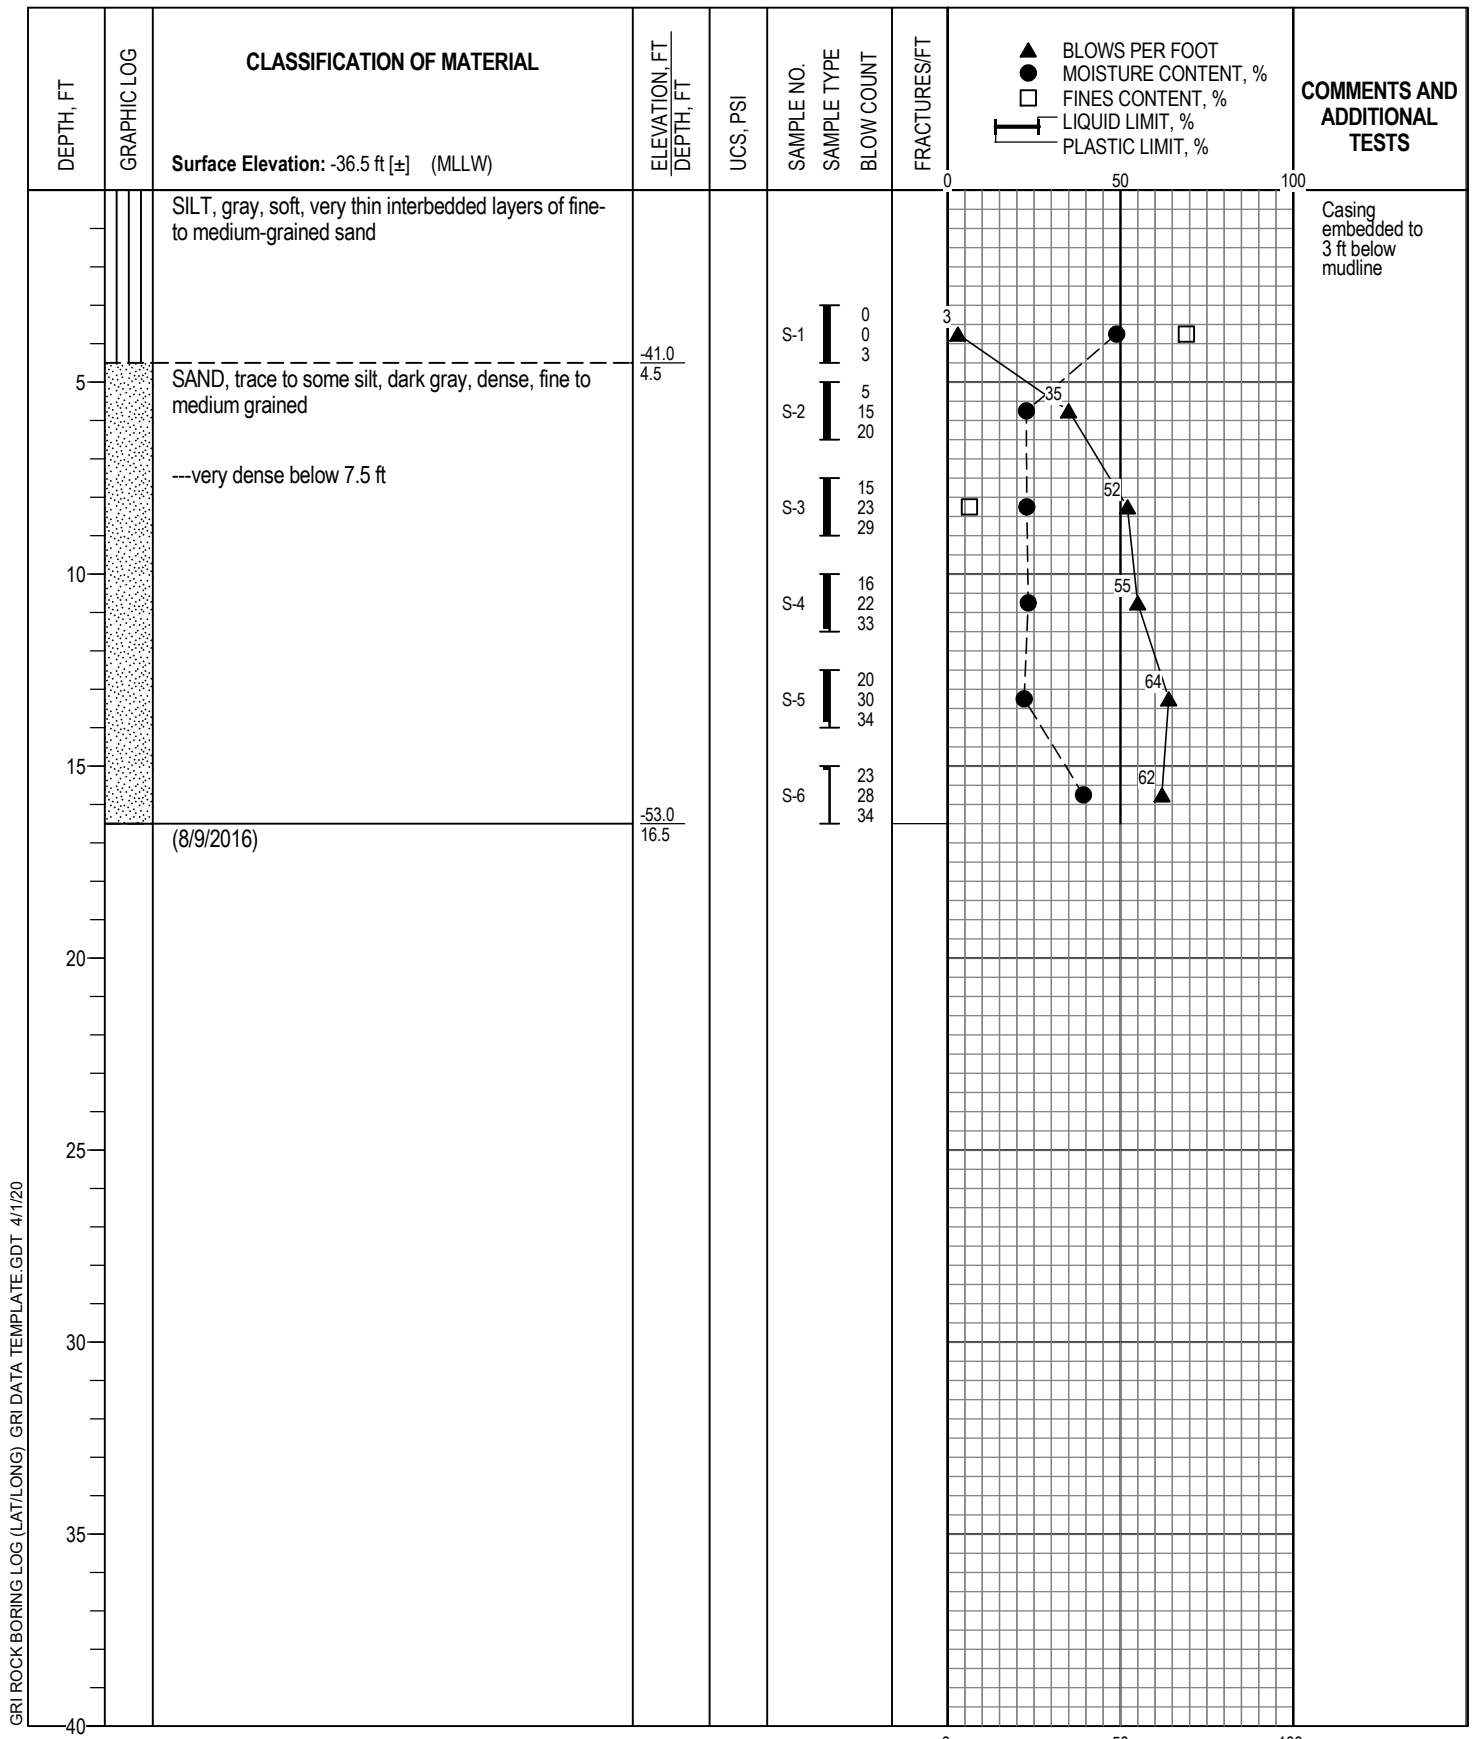 DEPTH, FT
GRAPHIC LOG
CLASSIFICATION OF MATERIAL
Surface Elevation: -36.5 ft [±] (MLLW)
ELEVATION, FT
DEPTH, FT
UCS, PSI
SAMPLE NO.
SAMPLE TYPE
BLOW COUNT
FRACTURES/FT
BLOWS PER FOOT
MOISTURE CONTENT, %
FINES CONTENT, %
LIQUID LIMIT, %
PLASTIC LIMIT, %
COMMENTS AND
ADDITIONAL
TESTS
0 50 100
SILT, gray, soft, very thin interbedded layers of fine-
to medium-grained sand
Casing
embedded to
3 ft below
mudline
S-1
0
0
3
3
-41.0
4.5
5
SAND, trace to some silt, dark gray, dense, fine to
medium grained
S-2
5
15
20
35
---very dense below 7.5 ft
S-3
15
23
29
52
10
S-4
16
22
33
55
S-5
20
30
34
64
15
S-6
23
28
34
62
-53.0
16.5
(8/9/2016)
20
25
30
35
40
GRI ROCK BORING LOG (LAT/LONG) GRI DATA TEMPLATE.GDT 4/1/20